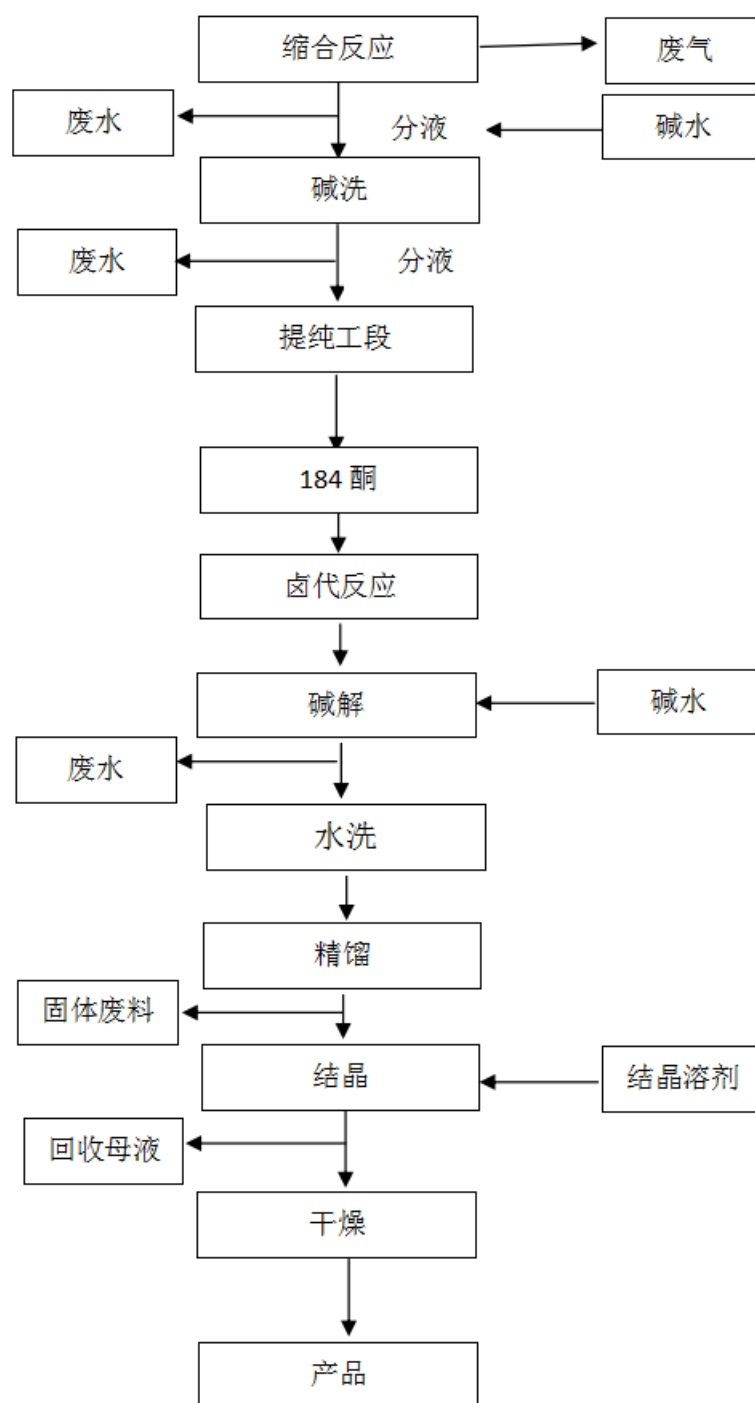 缩合反应
废气
废水
分液
碱水
碱洗
废水
分液
提纯工段
184 酮
卤代反应
碱解
碱水
废水
水洗
精馏
固体废料
结晶
结晶溶剂
回收母液
干燥
产品